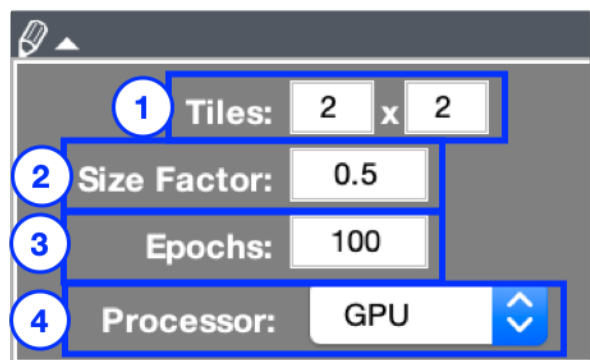 1 Tiles: 2 x 2
2 Size Factor: 0.5
3 Epochs: 100
4 Processor: GPU